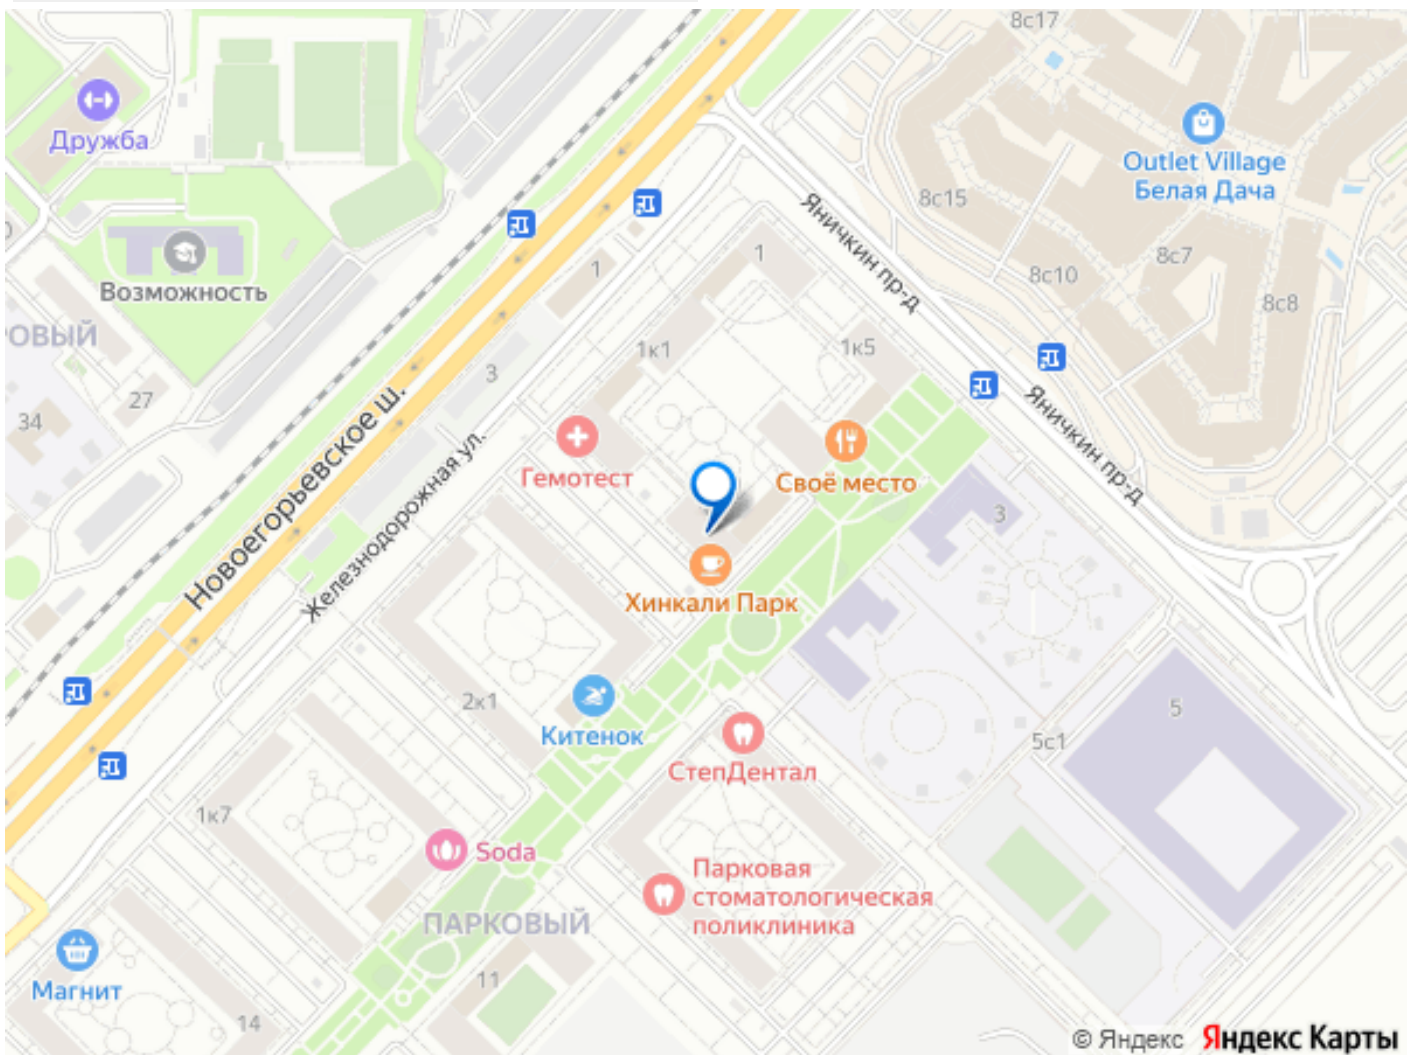 8с17
Дружба
Outlet Village
Белая Дача
8с15
Яничкин пр-д
1
1
8с7
8с10
8с8
Возможность
ОВЫЙ
1к1
1к5
3
27
34
Новоегорьевское ш.
Железнодорожная ул.
Гемотест
Своё место
Яничкин пр-д
3
Хинкали Парк
2к1
Китенок
5
5с1
СтепДентал
1к7
Soda
Парковая
стоматологическая
поликлиника
ПАРКОВЫЙ
Магнит
11
14
© Яндекс Яндекс Карты